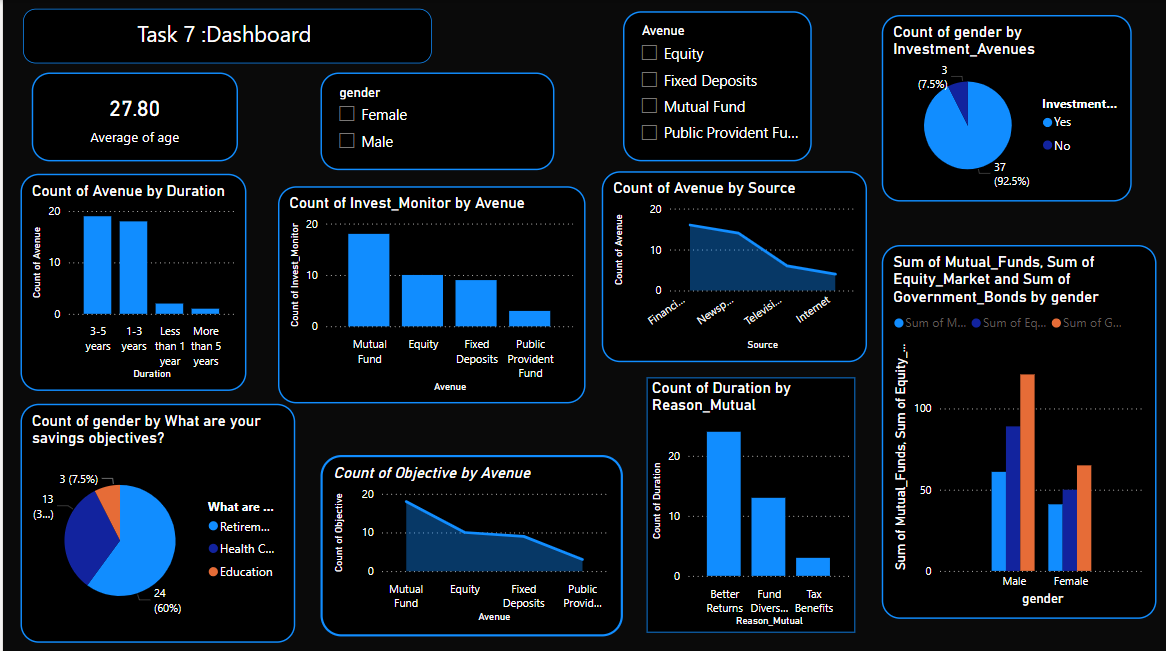 Task 7 :Dashboard
27.80
Average of age
gender
Female
Male
Avenue
Equity
Fixed Deposits
Mutual Fund
Public Provident Fu...
Count of gender by
Investment_Avenues
3
(7.5%)
37
(92.5%)
Investment...
Yes
No
Count of Avenue by Duration
Count of Avenue
20
10
0
3-5
years
1-3
years
Less
than 1
year
More
than 5
years
Duration
Count of Invest_Monitor by Avenue
Count of Invest_Monitor
20
10
0
Mutual
Fund
Equity
Fixed
Deposits
Public
Provident
Fund
Avenue
Count of Avenue by Source
Count of Avenue
20
10
0
Financi...
Newsp...
Televisi...
Internet
Source
Sum of Mutual_Funds, Sum of
Equity_Market and Sum of
Government_Bonds by gender
Sum of M...
Sum of Eq...
Sum of G...
Sum of Mutual_Funds, Sum of Equity_...
100
50
0
Male
Female
gender
Count of gender by What are your
savings objectives?
3 (7.5%)
13
(3...)
24
(60%)
What are ...
Retirem...
Health C...
Education
Count of Objective by Avenue
Count of Objective
20
10
0
Mutual
Fund
Equity
Fixed
Deposits
Public
Provid...
Avenue
Count of Duration by
Reason_Mutual
Count of Duration
20
10
0
Better
Returns
Fund
Divers...
Tax
Benefits
Reason_Mutual